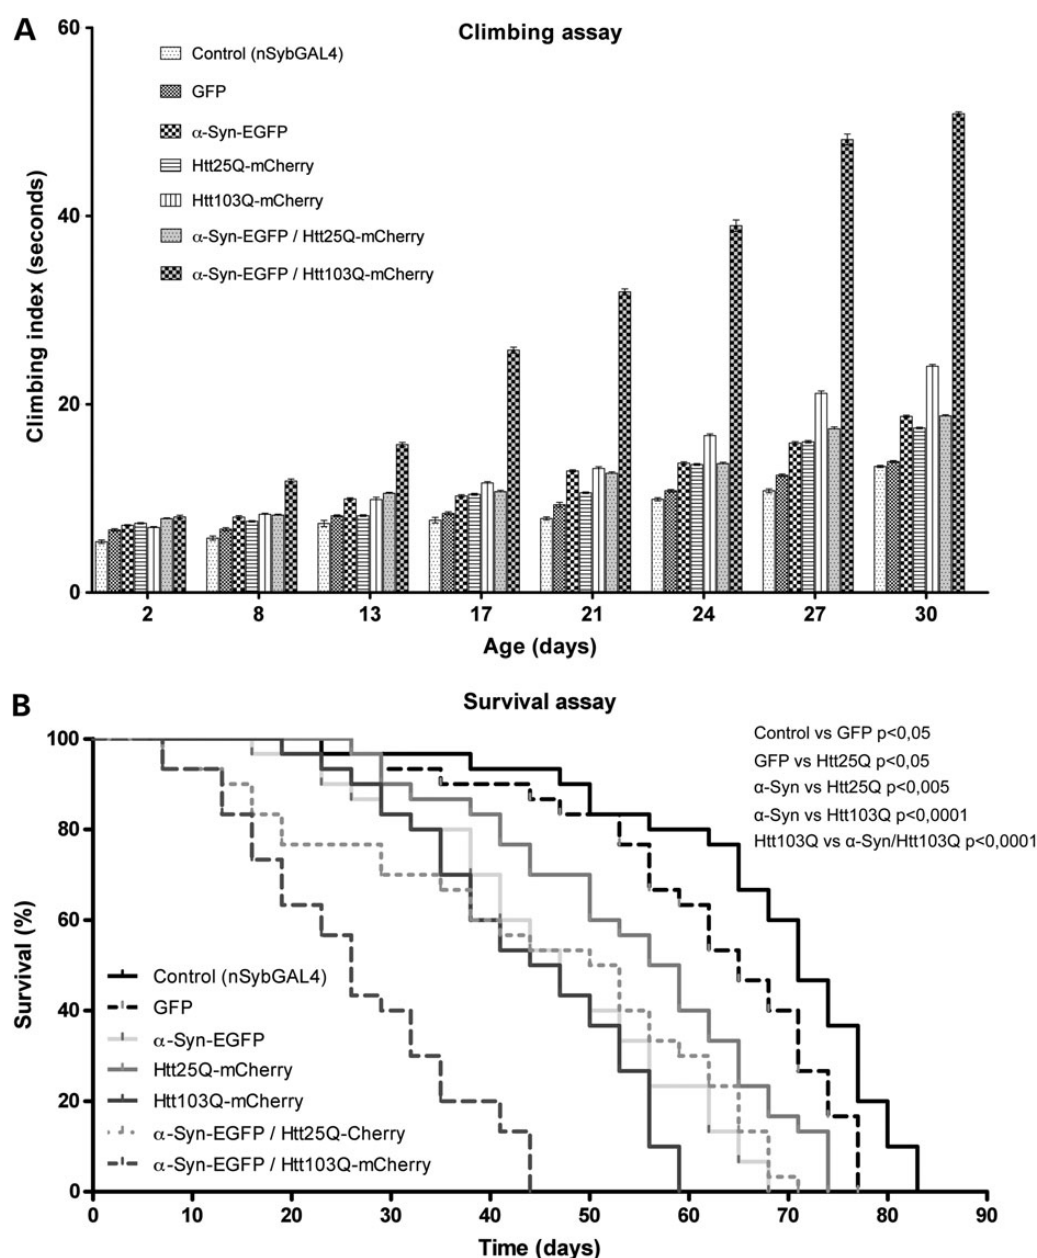 A
Climbing assay
60
40
20
0
Climbing index (seconds)
Control (nSybGAL4)
GFP
α-Syn-EGFP
Htt25Q-mCherry
Htt103Q-mCherry
α-Syn-EGFP / Htt25Q-mCherry
α-Syn-EGFP / Htt103Q-mCherry
2 8 13 17 21 24 27 30
Age (days)
B
Survival assay
Control vs GFP p<0,05
GFP vs Htt25Q p<0,05
α-Syn vs Htt25Q p<0,005
α-Syn vs Htt103Q p<0,0001
Htt103Q vs α-Syn/Htt103Q p<0,0001
100
80
60
40
20
0
Survival (%)
Control (nSybGAL4)
GFP
α-Syn-EGFP
Htt25Q-mCherry
Htt103Q-mCherry
α-Syn-EGFP / Htt25Q-Cherry
α-Syn-EGFP / Htt103Q-mCherry
0 10 20 30 40 50 60 70 80 90
Time (days)